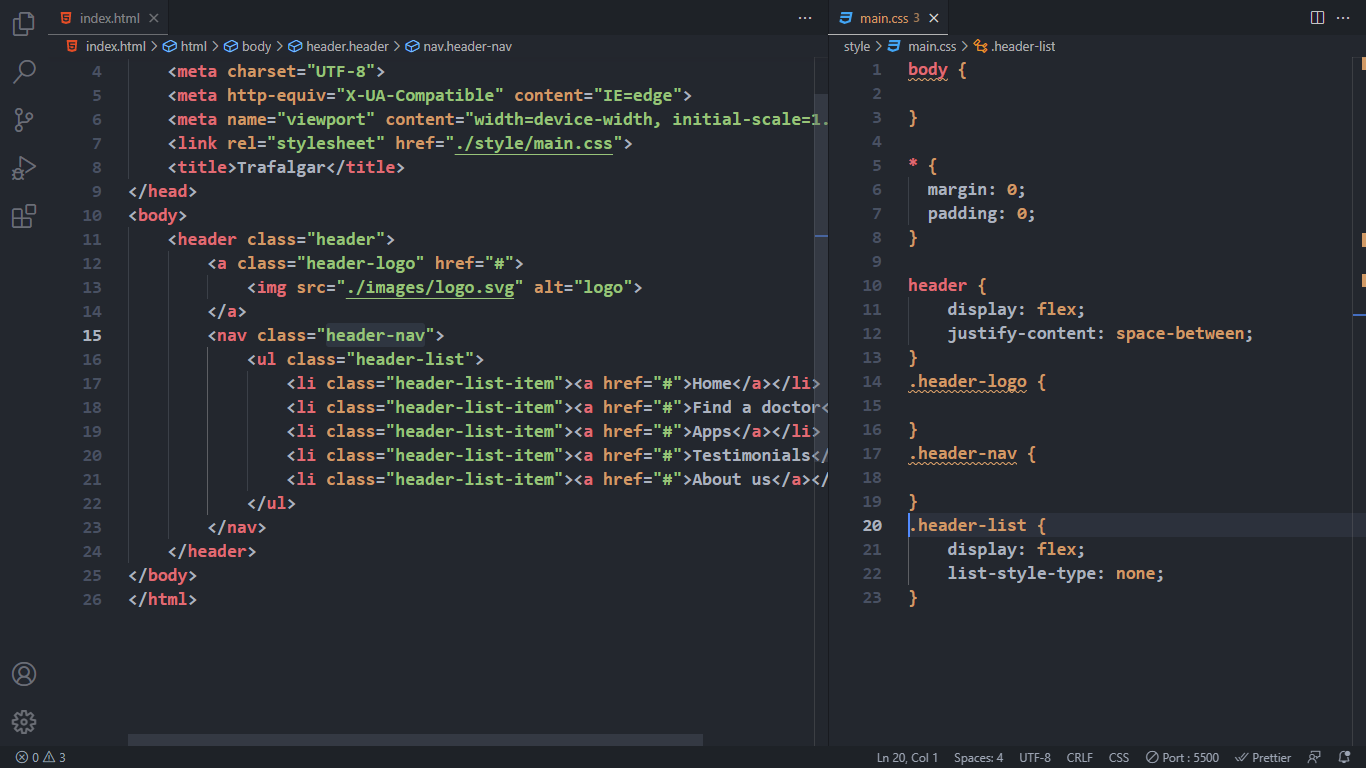 index.html
index.html > html > body > header.header > nav.header-nav
4 <meta charset="UTF-8">
5 <meta http-equiv="X-UA-Compatible" content="IE=edge">
6 <meta name="viewport" content="width=device-width, initial-scale=1.
7 <link rel="stylesheet" href="./style/main.css">
8 <title>Trafalgar</title>
9 </head>
10 <body>
11 <header class="header">
12 <a class="header-logo" href="#">
13 <img src="./images/logo.svg" alt="logo">
14 </a>
15 <nav class="header-nav">
16 <ul class="header-list">
17 <li class="header-list-item"><a href="#">Home</a></li>
18 <li class="header-list-item"><a href="#">Find a doctor<
19 <li class="header-list-item"><a href="#">Apps</a></li>
20 <li class="header-list-item"><a href="#">Testimonials</
21 <li class="header-list-item"><a href="#">About us</a></
22 </ul>
23 </nav>
24 </header>
25 </body>
26 </html>
main.css 3
style > main.css > .header-list
1 body {
2
3 }
4
5 * {
6 margin: 0;
7 padding: 0;
8 }
9
10 header {
11 display: flex;
12 justify-content: space-between;
13 }
14 .header-logo {
15
16 }
17 .header-nav {
18
19 }
20 .header-list {
21 display: flex;
22 list-style-type: none;
23 }
0 3
Ln 20, Col 1 Spaces: 4 UTF-8 CRLF CSS Port : 5500 Prettier